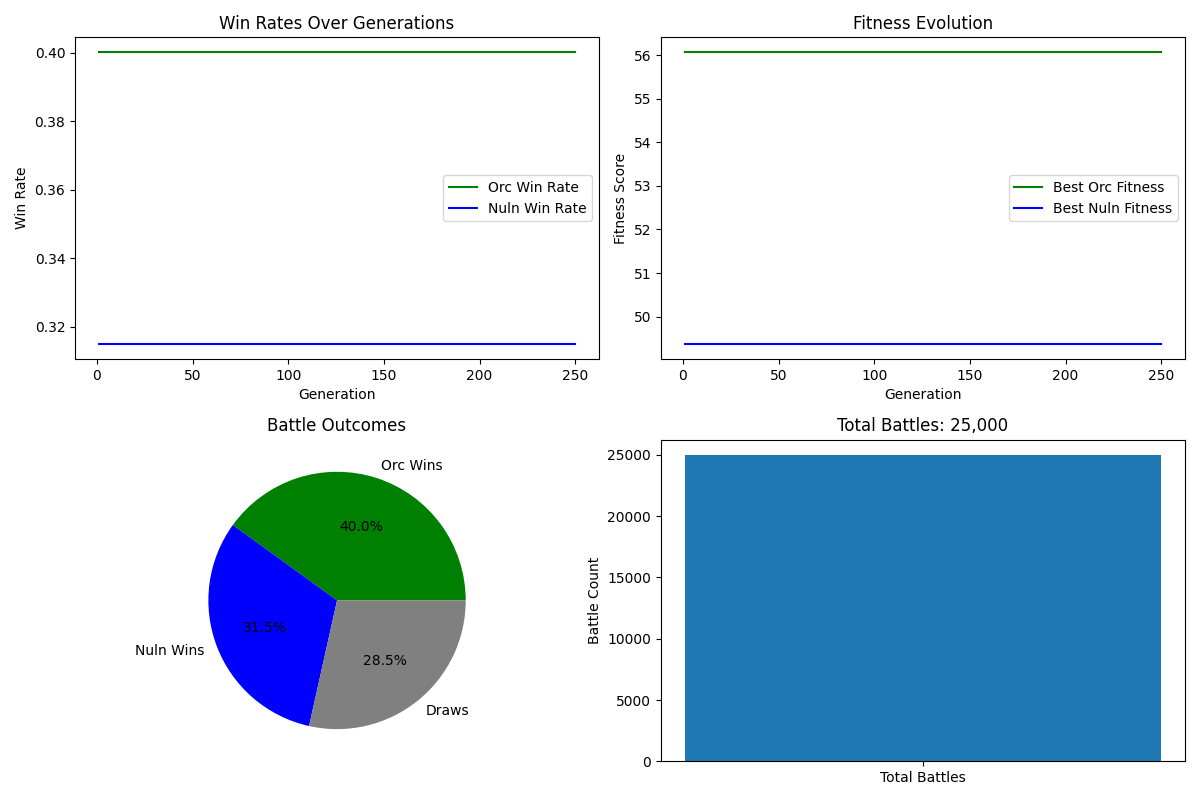 Win Rates Over Generations
0.40
0.38
0.36
0.34
0.32
Win Rate
Orc Win Rate
Nuln Win Rate
0 50 100 150 200 250
Generation
Fitness Evolution
56
55
54
53
52
51
50
Fitness Score
Best Orc Fitness
Best Nuln Fitness
0 50 100 150 200 250
Generation
Battle Outcomes
Orc Wins
40.0%
31.5%
Nuln Wins
28.5%
Draws
Total Battles: 25,000
25000
20000
15000
10000
5000
0
Battle Count
Total Battles